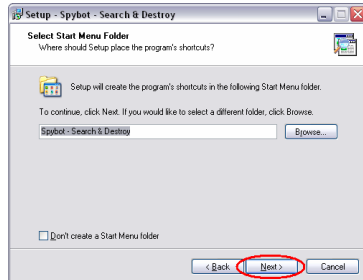 Setup - Spybot - Search & Destroy
Select Start Menu Folder
Where should Setup place the program's shortcuts?
Setup will create the program's shortcuts in the following Start Menu folder.
To continue, click Next. If you would like to select a different folder, click Browse.
Spybot - Search & Destroy
Browse...
Don't create a Start Menu folder
< Back
Next >
Cancel